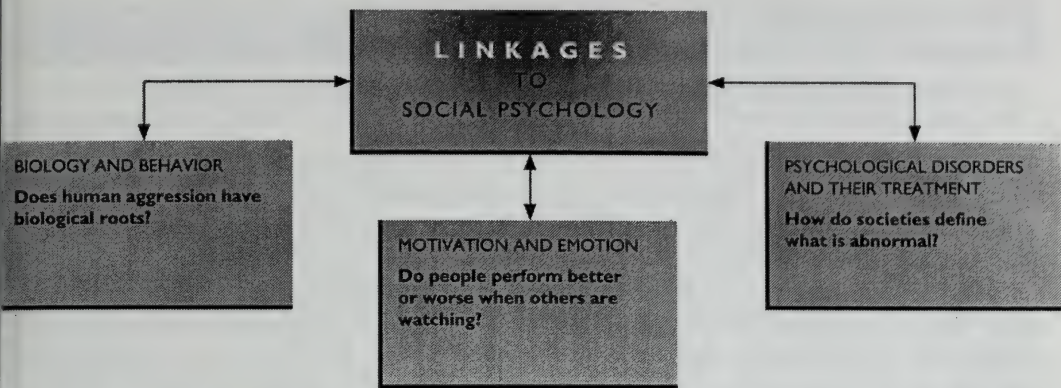 LINKAGES
TO
SOCIAL PSYCHOLOGY
BIOLOGY AND BEHAVIOR
Does human aggression have
biological roots?
MOTIVATION AND EMOTION
Do people perform better
or worse when others are
watching?
PSYCHOLOGICAL DISORDERS
AND THEIR TREATMENT
How do societies define
what is abnormal?